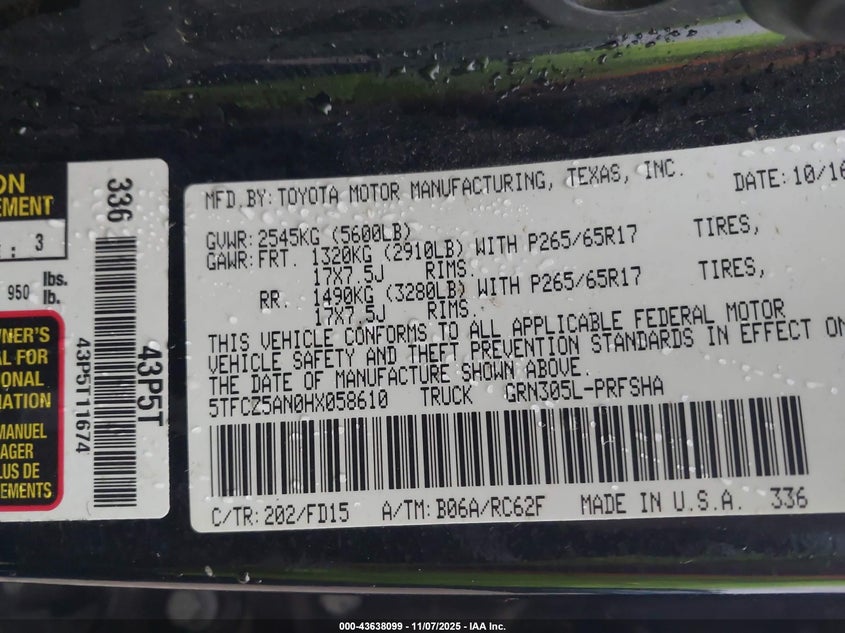 ON
EMENT
: 3
950 lbs.
lb.
WNER'S
AL FOR
IONAL
MATION
MANUEL
AGER
LUS DE
EMENTS
336
43P5T11674
43P5T
MFD.BY:TOYOTA MOTOR MANUFACTURING, TEXAS, INC. DATE:10/16
GVWR:2545KG (5600LB)
GAWR:FRT. 1320KG (2910LB) WITH P265/65R17 TIRES,
17X7.5J RIMS.
RR. 1490KG (3280LB) WITH P265/65R17 TIRES,
17X7.5J RIMS.
THIS VEHICLE CONFORMS TO ALL APPLICABLE FEDERAL MOTOR
VEHICLE SAFETY AND THEFT PREVENTION STANDARDS IN EFFECT ON
THE DATE OF MANUFACTURE SHOWN ABOVE.
5TFCZ5AN0HX058610 TRUCK GRN305L-PRFSHA
C/TR:202/FD15 A/TM:B06A/RC62F MADE IN U.S.A. 336
000-43638099 — 11/07/2025 — IAA Inc.